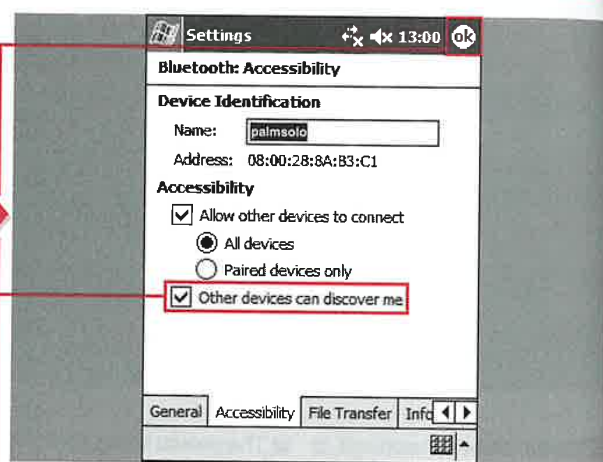 Settings 13:00 ok
Bluetooth: Accessibility
Device Identification
Name: palmsolo
Address: 08:00:28:8A:B3:C1
Accessibility
Allow other devices to connect
All devices
Paired devices only
Other devices can discover me
General Accessibility File Transfer Info